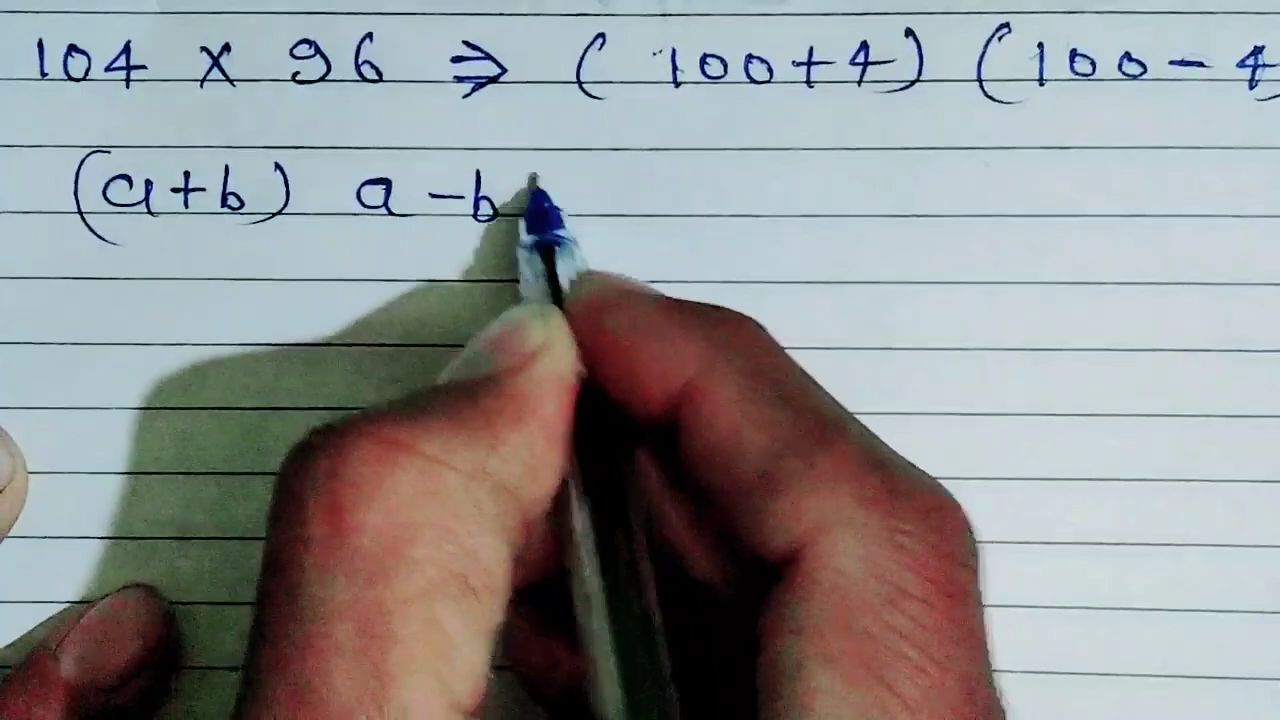 104 × 96 ⇒ (100+4) (100-4)
(a+b) a-b